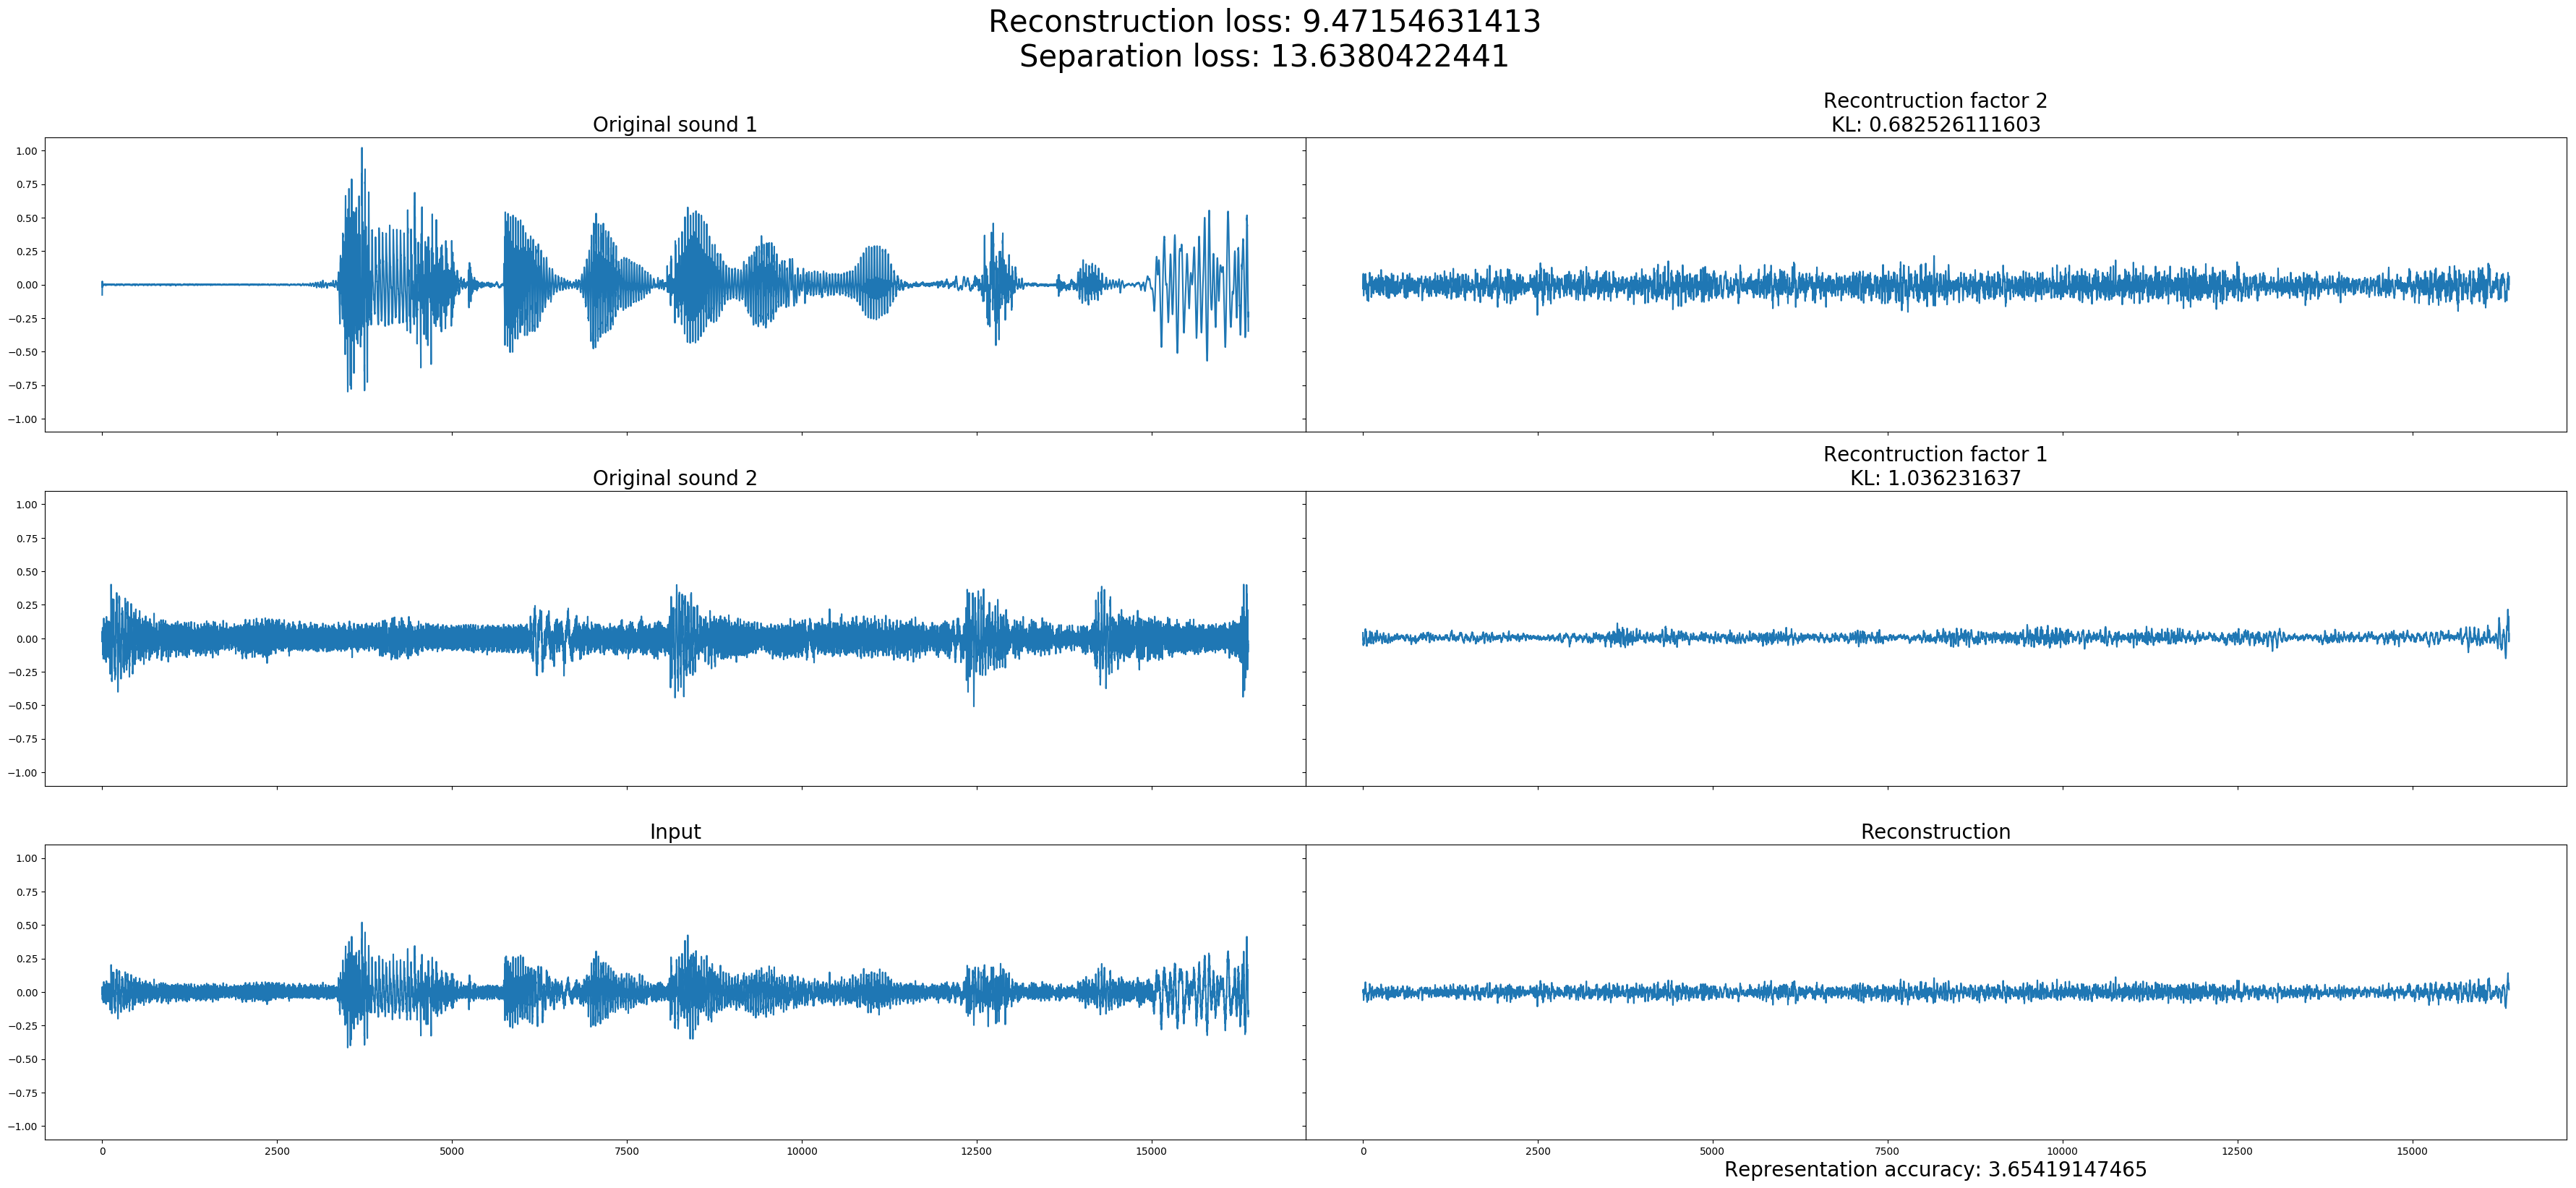 Reconstruction loss: 9.47154631413
Separation loss: 13.6380422441
Original sound 1
Recontruction factor 2
KL: 0.682526111603
1.00
0.75
0.50
0.25
0.00
−0.25
−0.50
−0.75
−1.00
Original sound 2
Recontruction factor 1
KL: 1.036231637
1.00
0.75
0.50
0.25
0.00
−0.25
−0.50
−0.75
−1.00
Input
Reconstruction
1.00
0.75
0.50
0.25
0.00
−0.25
−0.50
−0.75
−1.00
0 2500 5000 7500 10000 12500 15000
0 2500 5000 7500 10000 12500 15000
Representation accuracy: 3.65419147465